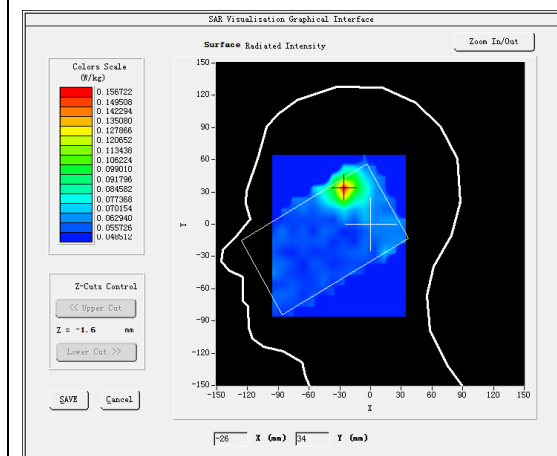 SAR Visualisation Graphical Interface
Surface Radiated Intensity
Zoom In/Out
Colors Scale
(W/kg)
0.156722
0.149508
0.142294
0.135080
0.127866
0.120652
0.113438
0.106224
0.099010
0.091796
0.084582
0.077368
0.070154
0.062940
0.055726
0.048512
150
120
90
60
30
0
-30
-60
-90
-120
-150
Y
-150 -120 -90 -60 -30 0 30 60 90 120 150
X
Z-Cuts Control
<< Upper Cut
Z = -1.6 mm
Lower Cut >>
SAVE Cancel
-26 X (mm) 34 Y (mm)